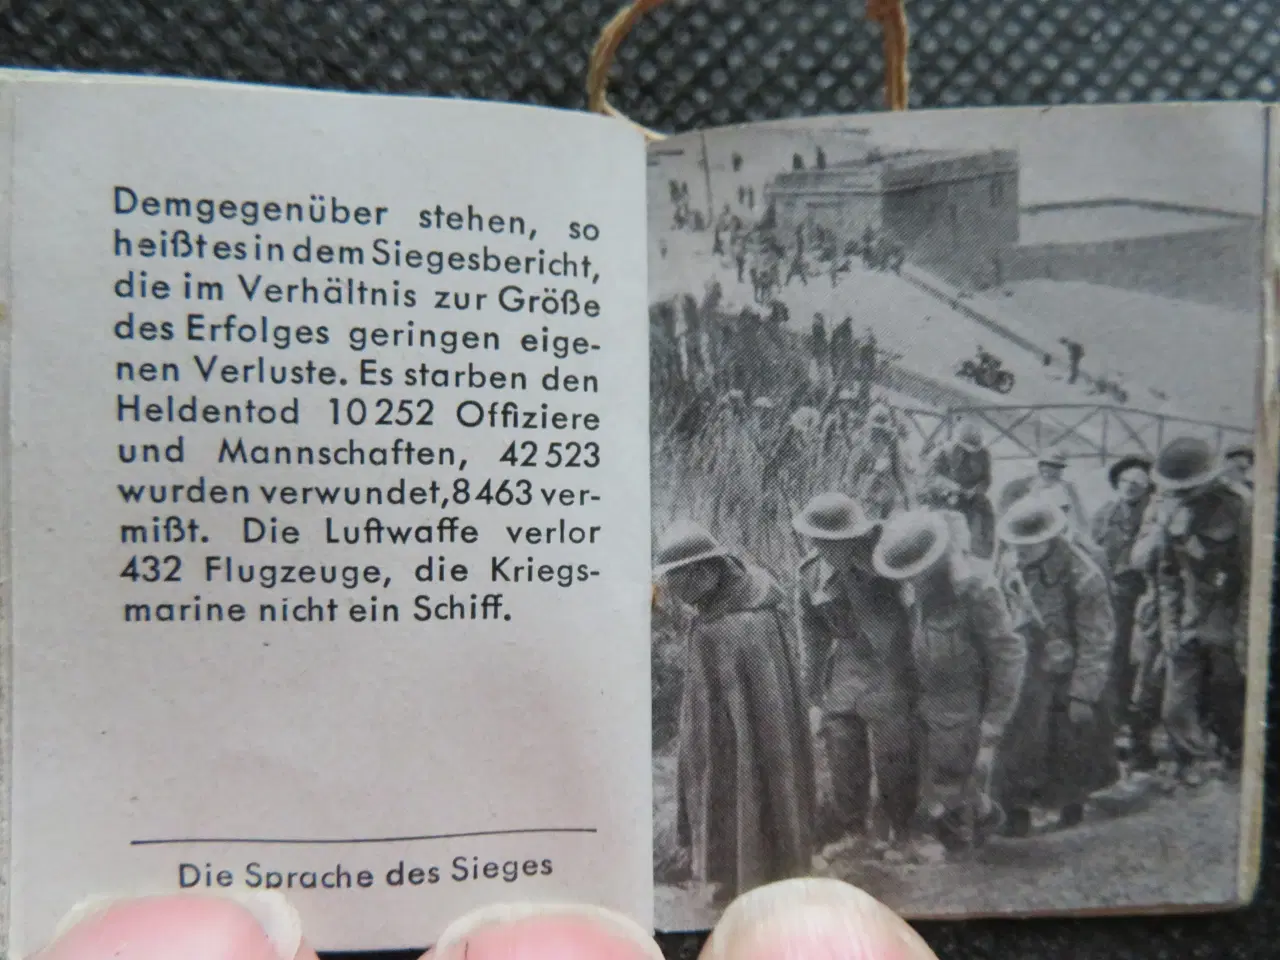 Demgegenüber stehen, so
heißt es in dem Siegesbericht,
die im Verhältnis zur Größe
des Erfolges geringen eige-
nen Verluste. Es starben den
Heldentod 10 252 Offiziere
und Mannschaften, 42 523
wurden verwundet, 8 463 ver-
mißt. Die Luftwaffe verlor
432 Flugzeuge, die Kriegs-
marine nicht ein Schiff.
Die Sprache des Sieges